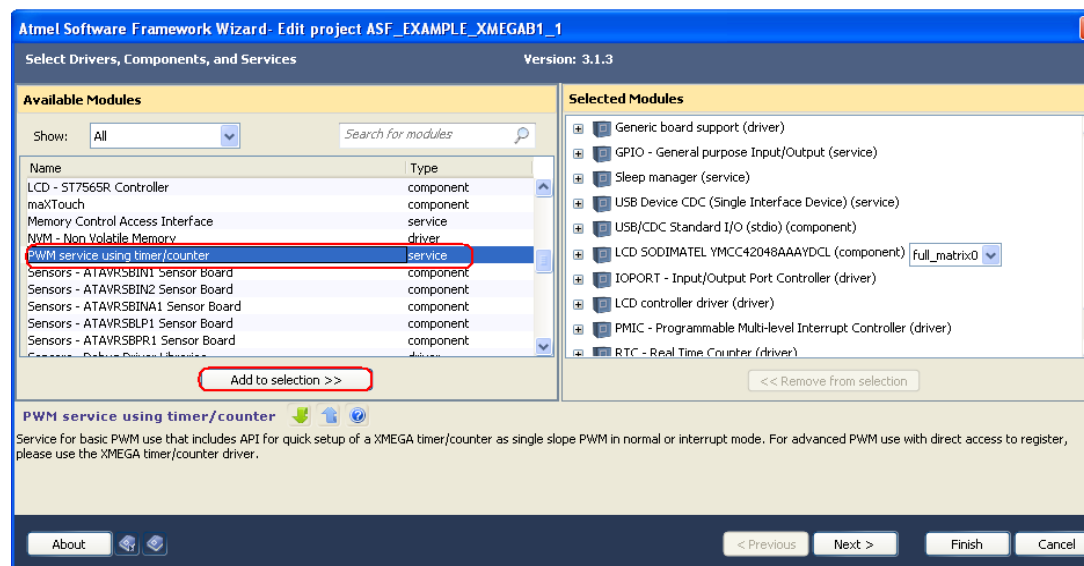 Atmel Software Framework Wizard- Edit project ASF_EXAMPLE_XMEGAB1_1
Select Drivers, Components, and Services Version: 3.1.3
Available Modules
Show: All Search for modules
Name Type
LCD - ST7565R Controller component
maXTouch component
Memory Control Access Interface service
NVM - Non Volatile Memory driver
PWM service using timer/counter service
Sensors - ATAVRSBIN1 Sensor Board component
Sensors - ATAVRSBIN2 Sensor Board component
Sensors - ATAVRSBINA1 Sensor Board component
Sensors - ATAVRSBLP1 Sensor Board component
Sensors - ATAVRSBPR1 Sensor Board component
Sensors - Debug Driver Libraries driver
Add to selection >>
Selected Modules
Generic board support (driver)
GPIO - General purpose Input/Output (service)
Sleep manager (service)
USB Device CDC (Single Interface Device) (service)
USB/CDC Standard I/O (stdio) (component)
LCD SODIMATEL YMCC42048AAAYDCL (component) full_matrix0
IOPORT - Input/Output Port Controller (driver)
LCD controller driver (driver)
PMIC - Programmable Multi-level Interrupt Controller (driver)
RTC - Real Time Counter (driver)
<< Remove from selection
PWM service using timer/counter
Service for basic PWM use that includes API for quick setup of a XMEGA timer/counter as single slope PWM in normal or interrupt mode. For advanced PWM use with direct access to register,
please use the XMEGA timer/counter driver.
About < Previous Next > Finish Cancel